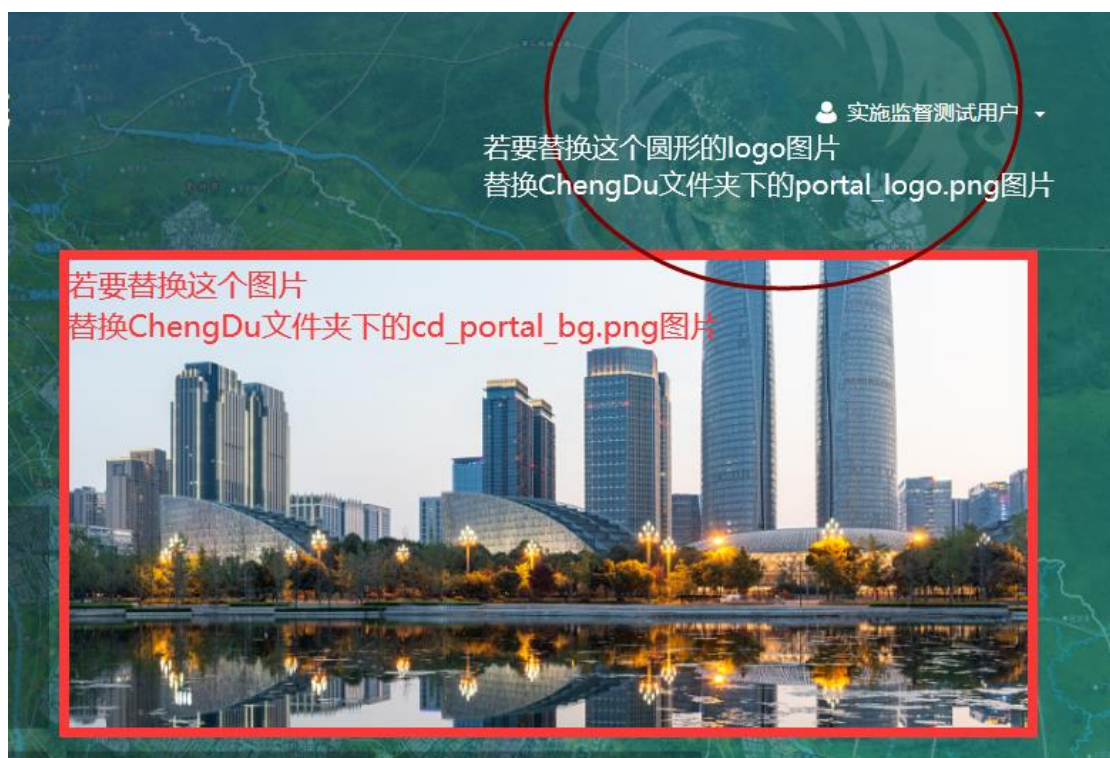 实施监督测试用户
若要替换这个圆形的logo图片
替换ChengDu文件夹下的portal_logo.png图片
若要替换这个图片
替换ChengDu文件夹下的cd_portal_bg.png图片